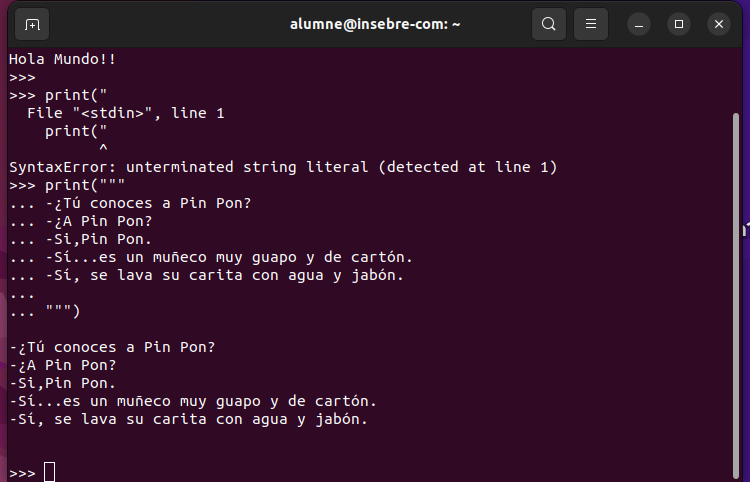 alumne@insebre-com: ~
Hola Mundo!!
>>>
>>> print("
  File "<stdin>", line 1
    print("
          ^
SyntaxError: unterminated string literal (detected at line 1)
>>> print("""
... -¿Tú conoces a Pin Pon?
... -¿A Pin Pon?
... -Si,Pin Pon.
... -Sí...es un muñeco muy guapo y de cartón.
... -Sí, se lava su carita con agua y jabón.
...
... """)

-¿Tú conoces a Pin Pon?
-¿A Pin Pon?
-Si,Pin Pon.
-Sí...es un muñeco muy guapo y de cartón.
-Sí, se lava su carita con agua y jabón.


>>>